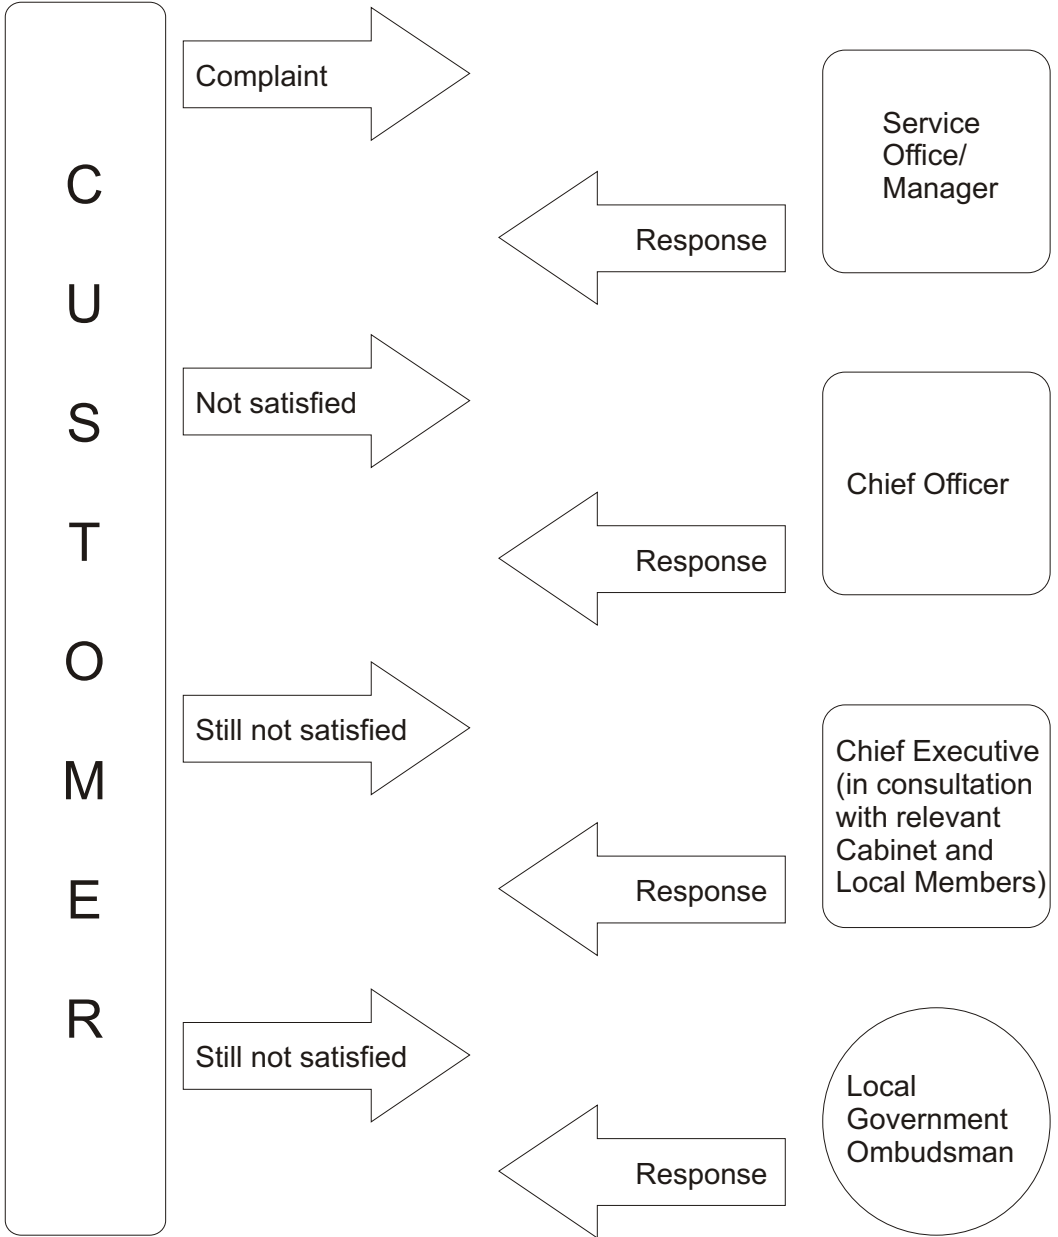 CUSTOMER
Complaint
Service
Office/
Manager
Response
Not satisfied
Chief Officer
Response
Still not satisfied
Chief Executive
(in consultation
with relevant
Cabinet and
Local Members)
Response
Still not satisfied
Local
Government
Ombudsman
Response